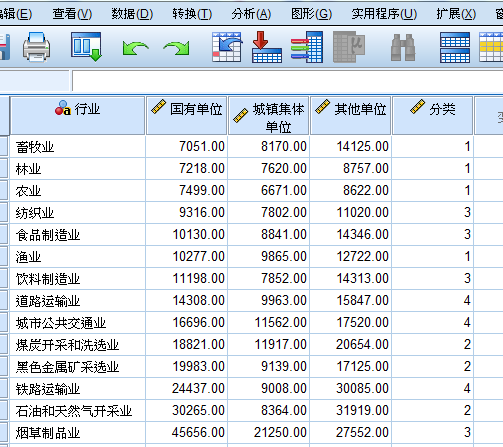 编辑(E) 查看(V) 数据(D) 转换(T) 分析(A) 图形(G) 实用程序(U) 扩展(X)
行业 国有单位 城镇集体单位 其他单位 分类
畜牧业 7051.00 8170.00 14125.00 1
林业 7218.00 7620.00 8757.00 1
农业 7499.00 6671.00 8622.00 1
纺织业 9316.00 7802.00 11020.00 3
食品制造业 10130.00 8841.00 14346.00 3
渔业 10277.00 9865.00 12722.00 1
饮料制造业 11198.00 7852.00 14313.00 3
道路运输业 14308.00 9963.00 15847.00 4
城市公共交通业 16696.00 11562.00 17520.00 4
煤炭开采和洗选业 18821.00 11917.00 20654.00 2
黑色金属矿采选业 19983.00 9139.00 17125.00 2
铁路运输业 24437.00 9008.00 30085.00 4
石油和天然气开采业 30265.00 8364.00 31919.00 2
烟草制品业 45656.00 21250.00 27552.00 3